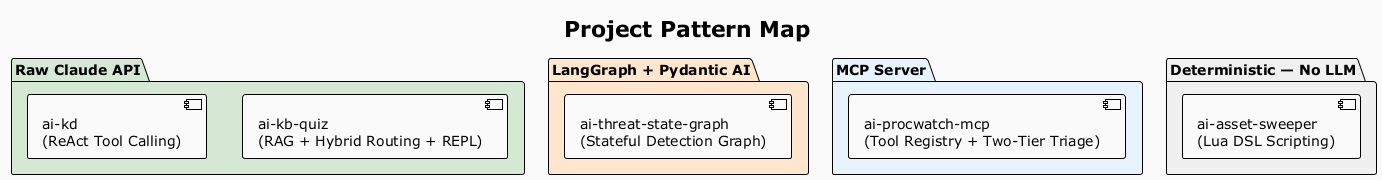 Project Pattern Map
Raw Claude API
ai-kd
(ReAct Tool Calling)
ai-kb-quiz
(RAG + Hybrid Routing + REPL)
LangGraph + Pydantic AI
ai-threat-state-graph
(Stateful Detection Graph)
MCP Server
ai-procwatch-mcp
(Tool Registry + Two-Tier Triage)
Deterministic — No LLM
ai-asset-sweeper
(Lua DSL Scripting)